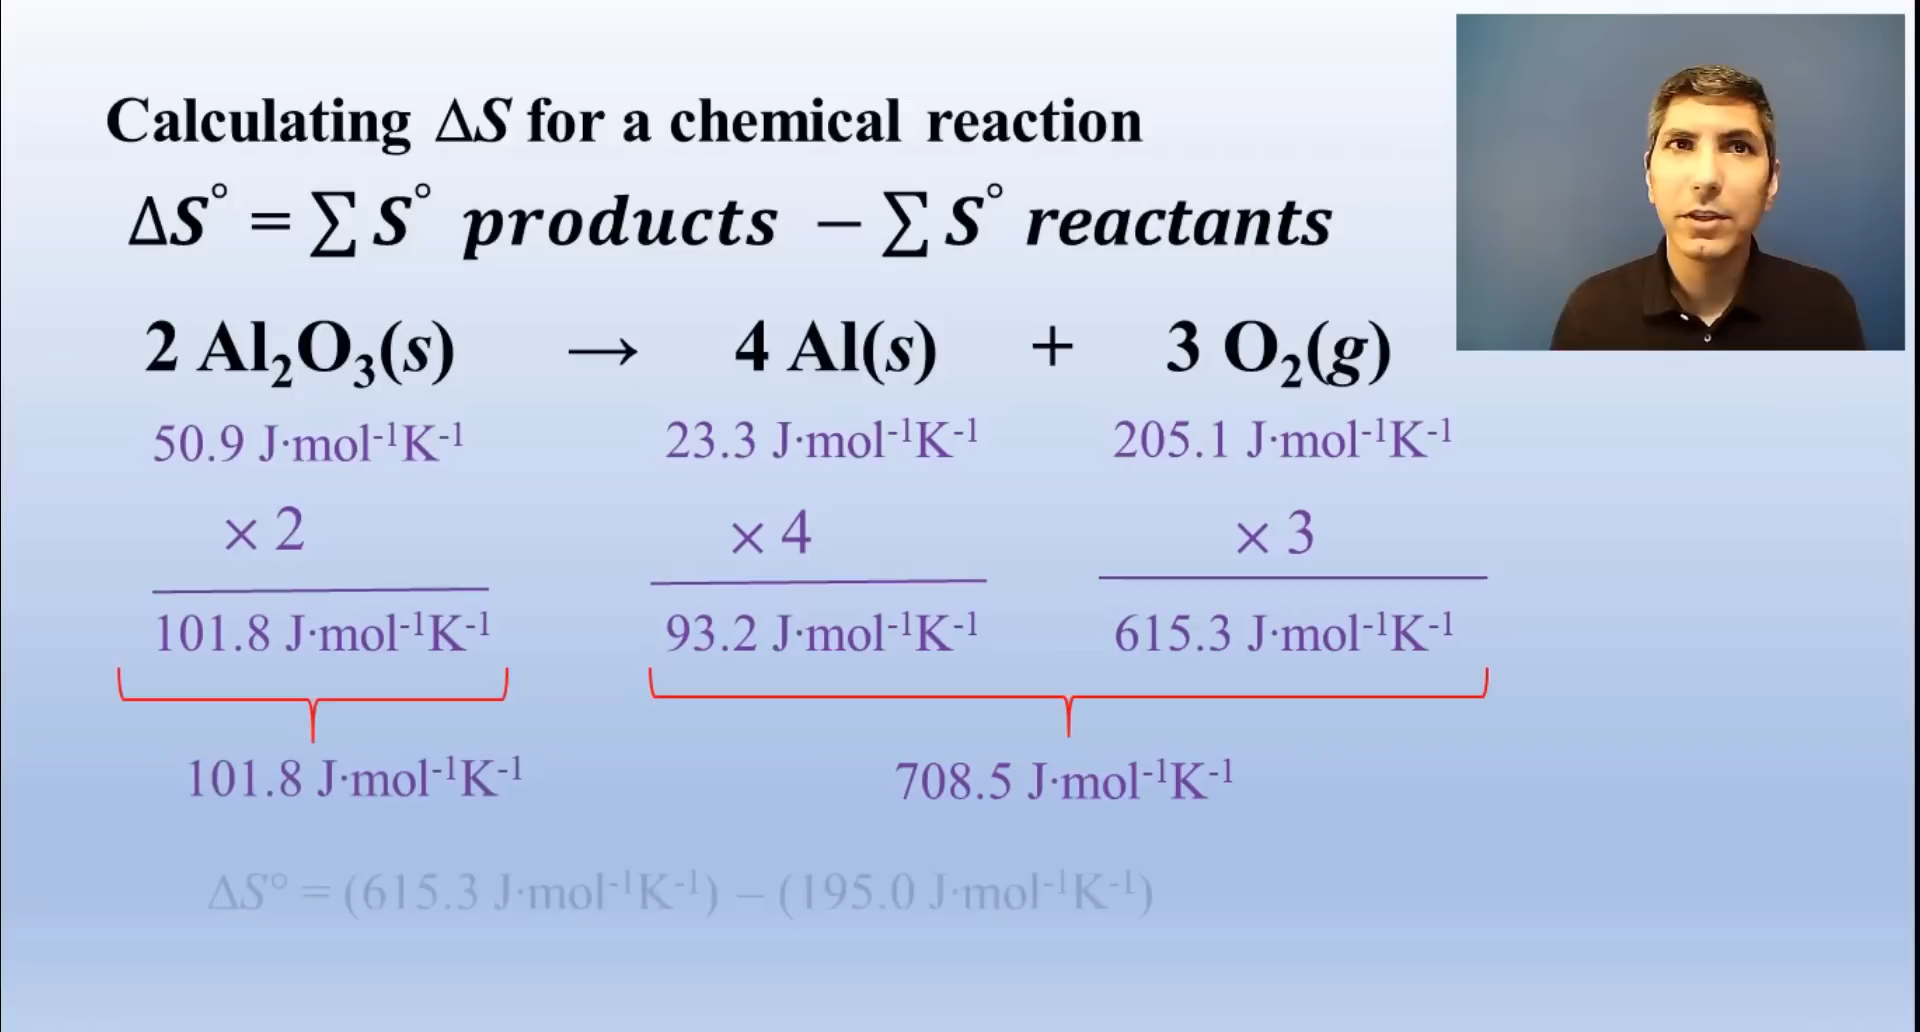 Calculating ΔS for a chemical reaction
ΔS° = ∑ S° products − ∑ S° reactants
2 Al₂O₃(s) → 4 Al(s) + 3 O₂(g)
50.9 J·mol⁻¹K⁻¹ 23.3 J·mol⁻¹K⁻¹ 205.1 J·mol⁻¹K⁻¹
× 2 × 4 × 3
101.8 J·mol⁻¹K⁻¹ 93.2 J·mol⁻¹K⁻¹ 615.3 J·mol⁻¹K⁻¹
101.8 J·mol⁻¹K⁻¹ 708.5 J·mol⁻¹K⁻¹
ΔS° = (615.3 J·mol⁻¹K⁻¹) – (195.0 J·mol⁻¹K⁻¹)